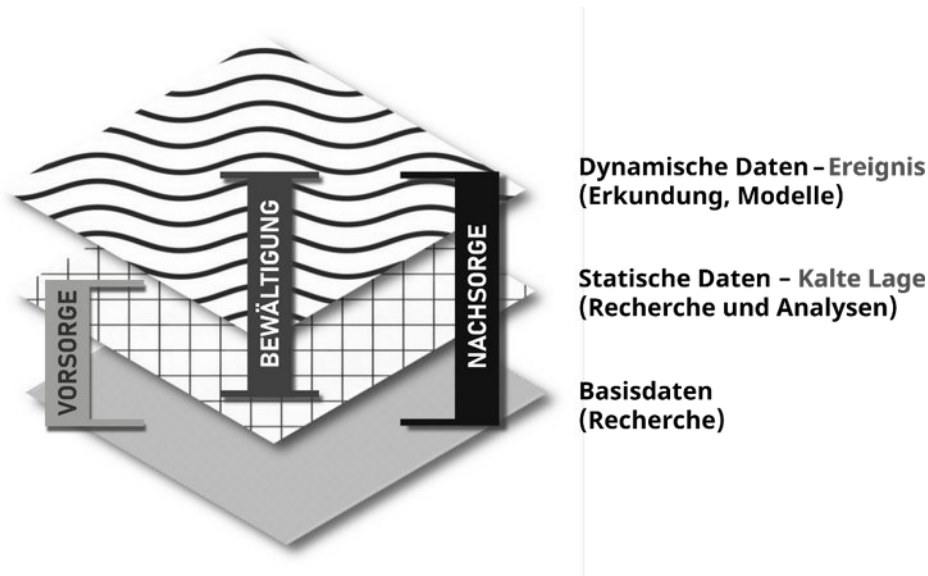 Dynamische Daten – Ereignis
(Erkundung, Modelle)
Statische Daten – Kalte Lage
(Recherche und Analysen)
Basisdaten
(Recherche)
VORSORGE
BEWÄLTIGUNG
NACHSORGE